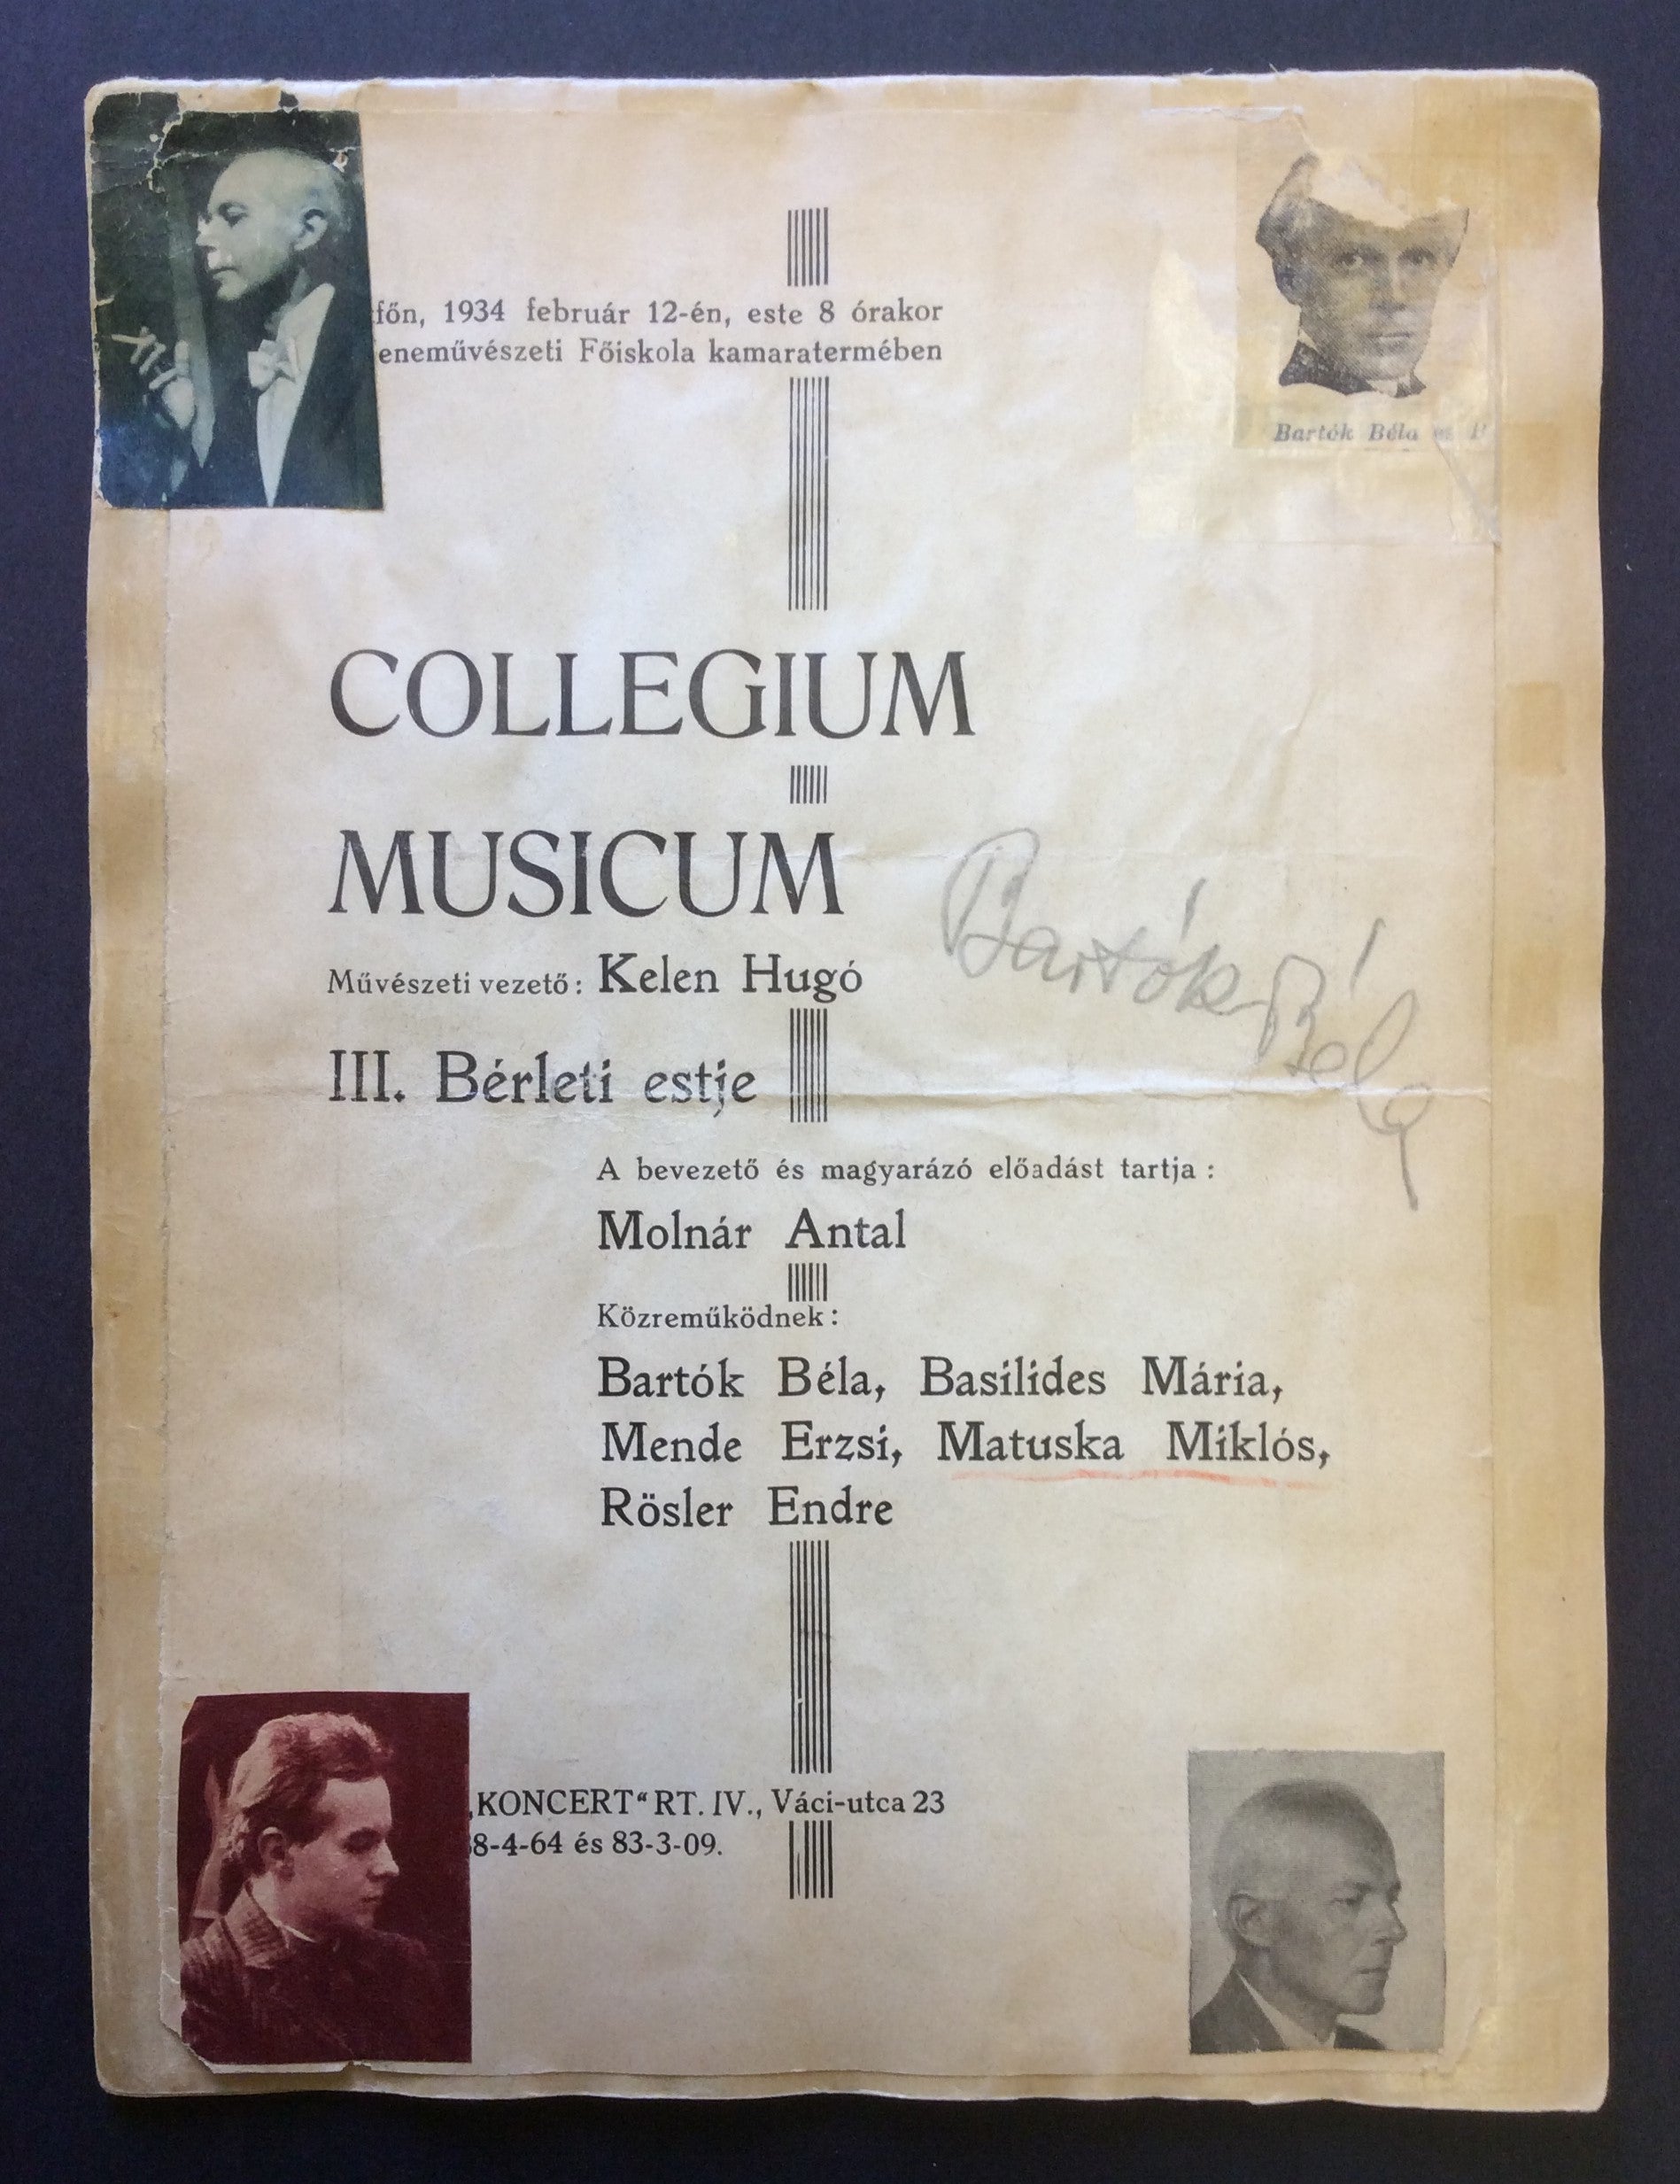 főn, 1934 február 12-én, este 8 órakor
eneművészeti Főiskola kamaratermében
Bartók Béla
COLLEGIUM
MUSICUM
Művészeti vezető: Kelen Hugó
Bartók Béla
III. Bérleti estje
A bevezető és magyarázó előadást tartja :
Molnár Antal
Közreműködnek :
Bartók Béla, Basilides Mária,
Mende Erzsi, Matuska Miklós,
Rösler Endre
„KONCERT“ RT. IV., Váci-utca 23
8-4-64 és 83-3-09.